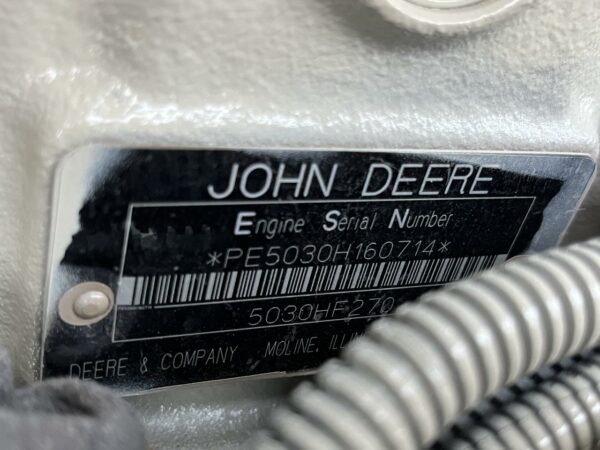 JOHN DEERE
Engine Serial Number
*PE5030H160714*
5030HF270
DEERE & COMPANY MOLINE,